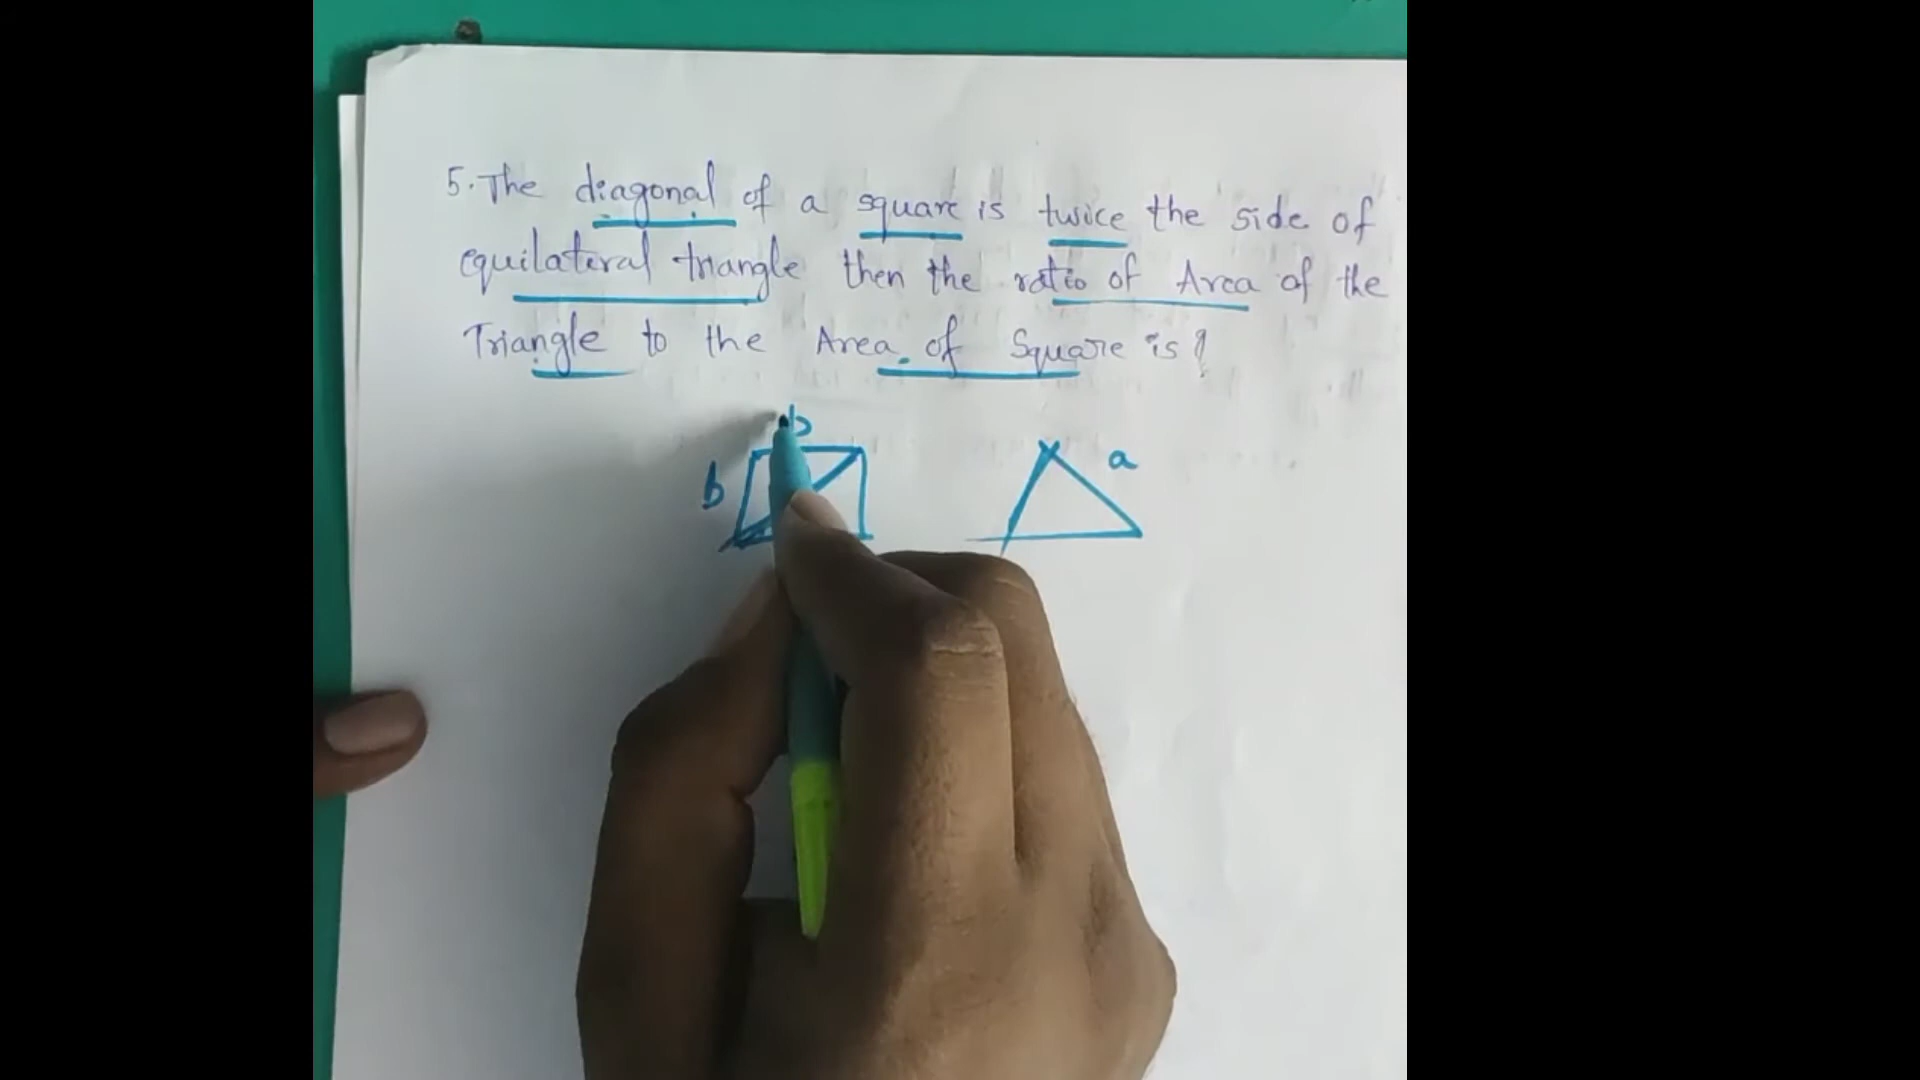 5. The diagonal of a square is twice the side of
equilateral triangle then the ratio of Area of the
Triangle to the Area of Square is?
b
b
a